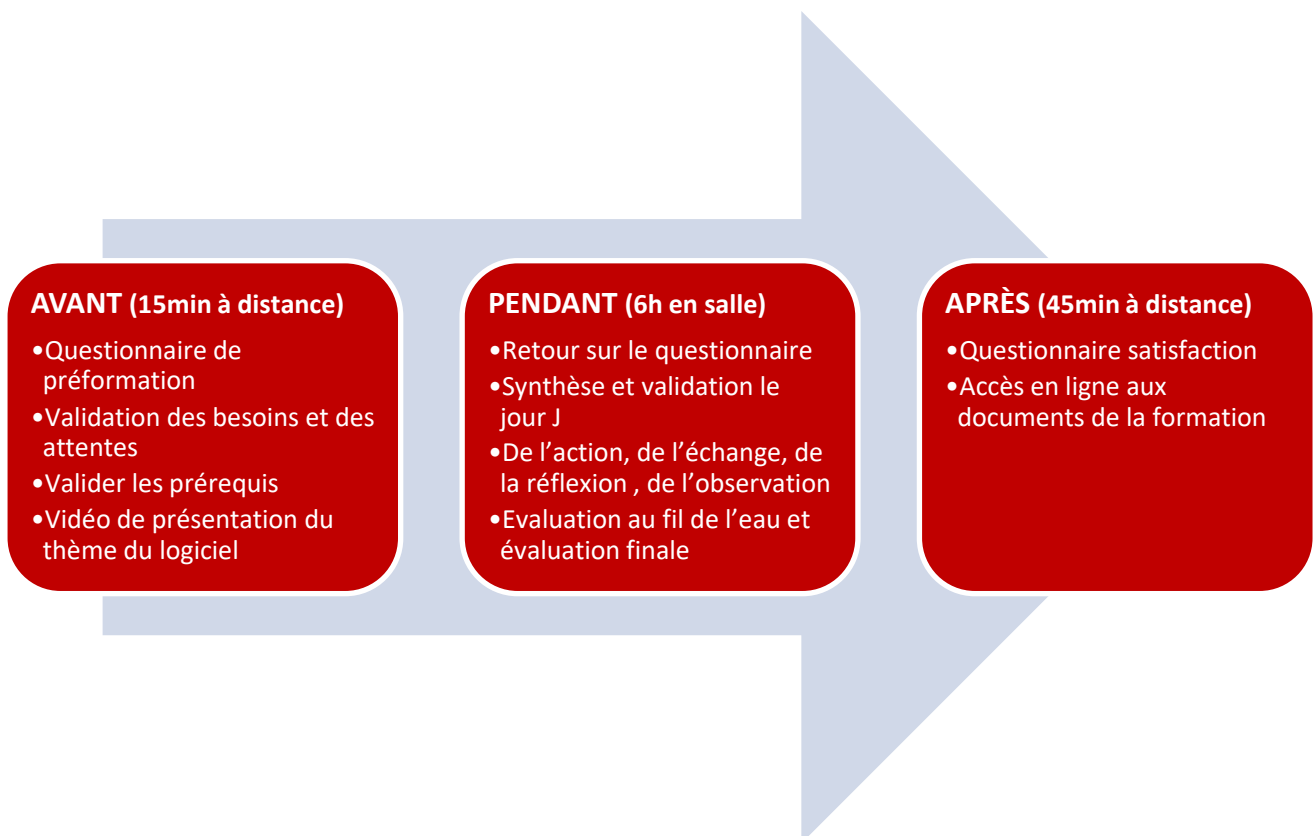 AVANT (15min à distance)
•Questionnaire de
préformation
•Validation des besoins et des
attentes
•Valider les prérequis
•Vidéo de présentation du
thème du logiciel
PENDANT (6h en salle)
•Retour sur le questionnaire
•Synthèse et validation le
jour J
•De l’action, de l’échange, de
la réflexion , de l’observation
•Evaluation au fil de l’eau et
évaluation finale
APRÈS (45min à distance)
•Questionnaire satisfaction
•Accès en ligne aux
documents de la formation